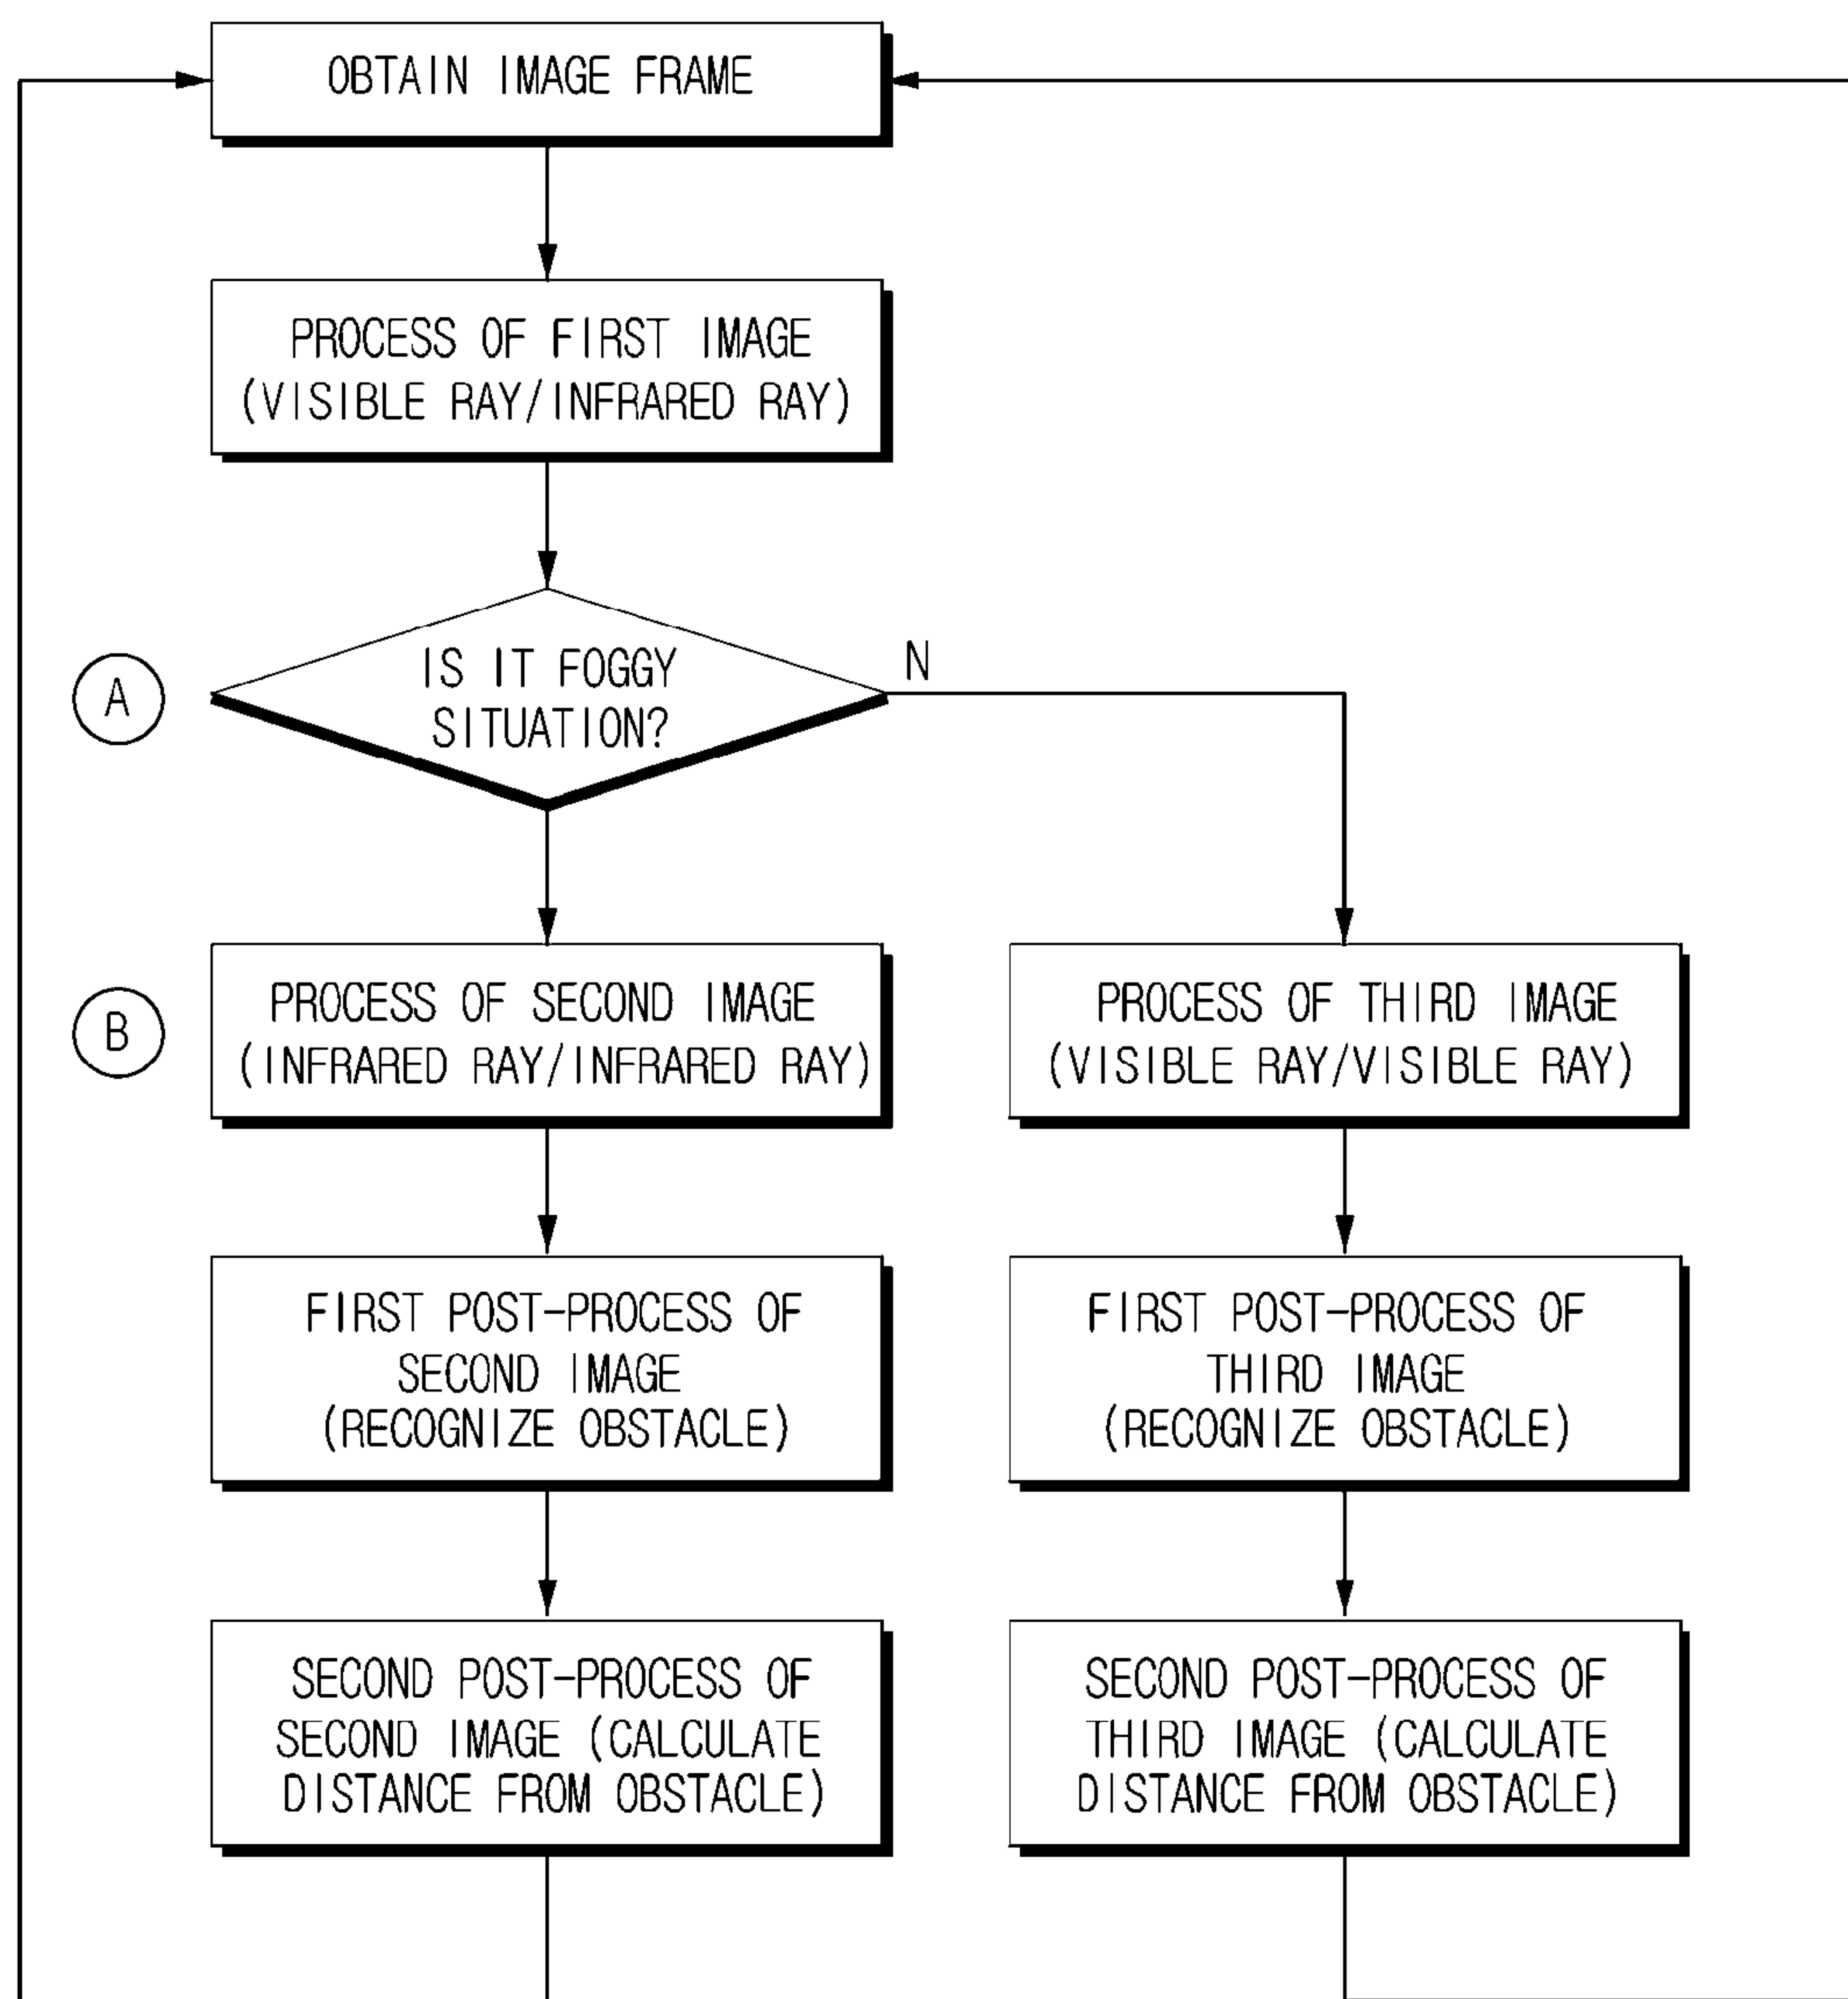 OBTAIN IMAGE FRAME
PROCESS OF FIRST IMAGE
(VISIBLE RAY/INFRARED RAY)
A
IS IT FOGGY
SITUATION?
N
B
PROCESS OF SECOND IMAGE
(INFRARED RAY/INFRARED RAY)
PROCESS OF THIRD IMAGE
(VISIBLE RAY/VISIBLE RAY)
FIRST POST-PROCESS OF
SECOND IMAGE
(RECOGNIZE OBSTACLE)
FIRST POST-PROCESS OF
THIRD IMAGE
(RECOGNIZE OBSTACLE)
SECOND POST-PROCESS OF
SECOND IMAGE (CALCULATE
DISTANCE FROM OBSTACLE)
SECOND POST-PROCESS OF
THIRD IMAGE (CALCULATE
DISTANCE FROM OBSTACLE)